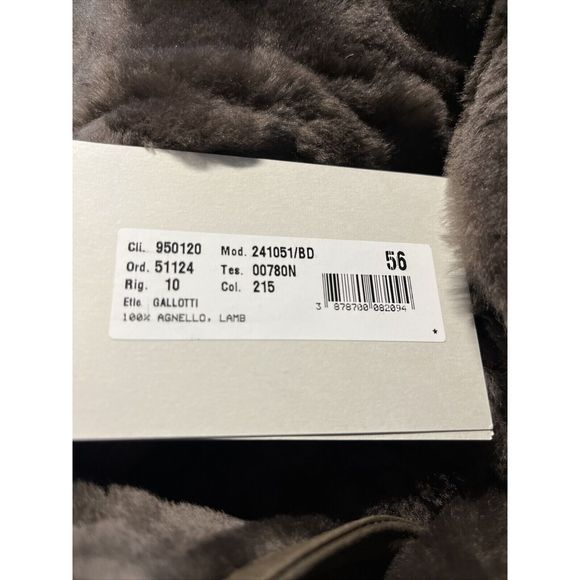 Cli. 950120 Mod. 241051/BD 56
Ord. 51124 Tes. 00780N
Rig. 10 Col. 215
Etle. GALLOTTI
100% AGNELLO, LAMB
3 878700 082094
*